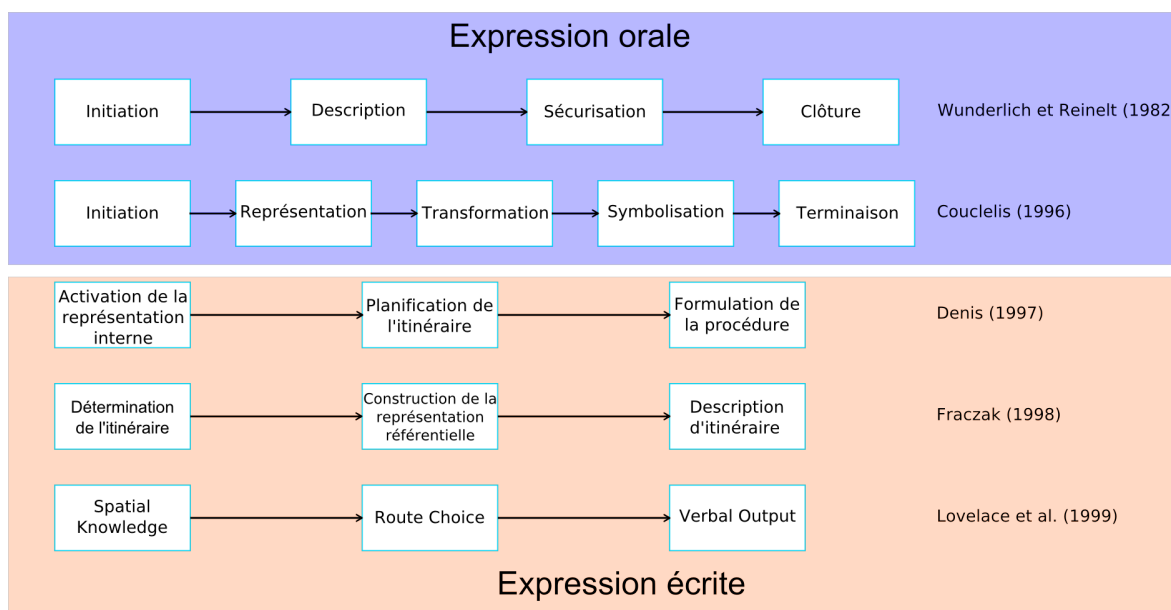 Expression orale
Initiation
Description
Sécurisation
Clôture
Wunderlich et Reinelt (1982
Initiation
Représentation
Transformation
Symbolisation
Terminaison
Couclelis (1996)
Activation de la
représentation
interne
Planification de
l'itinéraire
Formulation de
la procédure
Denis (1997)
Détermination
de l'itinéraire
Construction de la
représentation
référentielle
Description
d'itinéraire
Fraczak (1998)
Spatial
Knowledge
Route Choice
Verbal Output
Lovelace et al. (1999)
Expression écrite